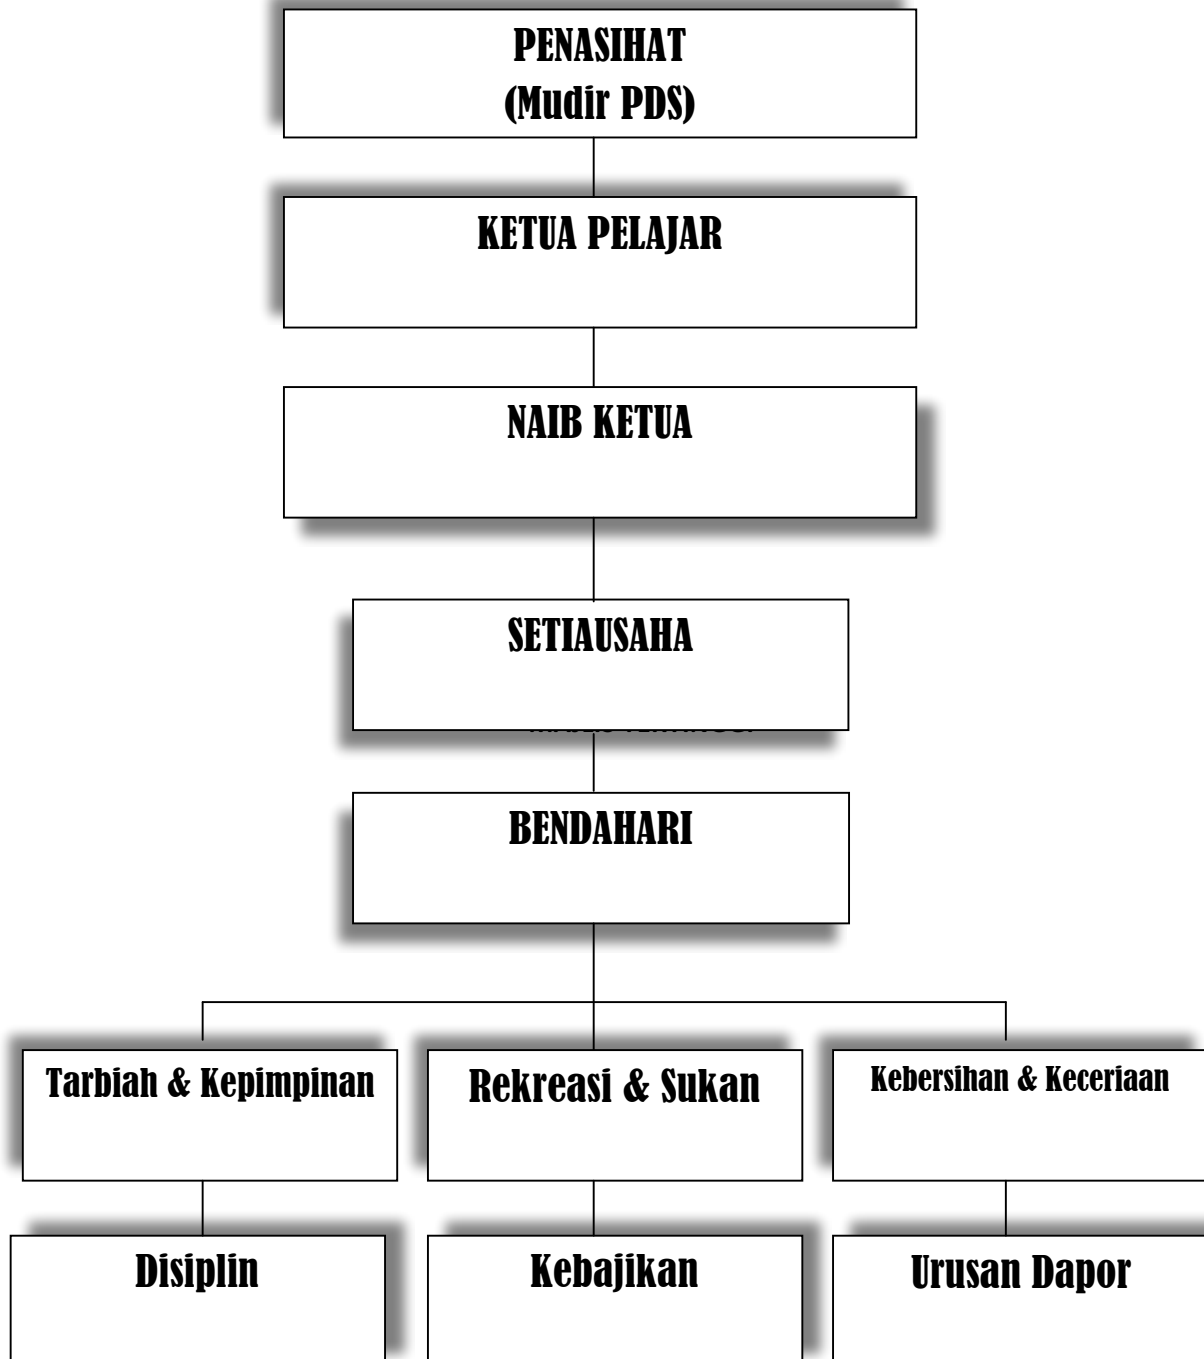 PENASIHAT
(Mudir PDS)
KETUA PELAJAR
NAIB KETUA
SETIAUSAHA
BENDAHARI
Tarbiah & Kepimpinan
Rekreasi & Sukan
Kebersihan & Keceriaan
Disiplin
Kebajikan
Urusan Dapor